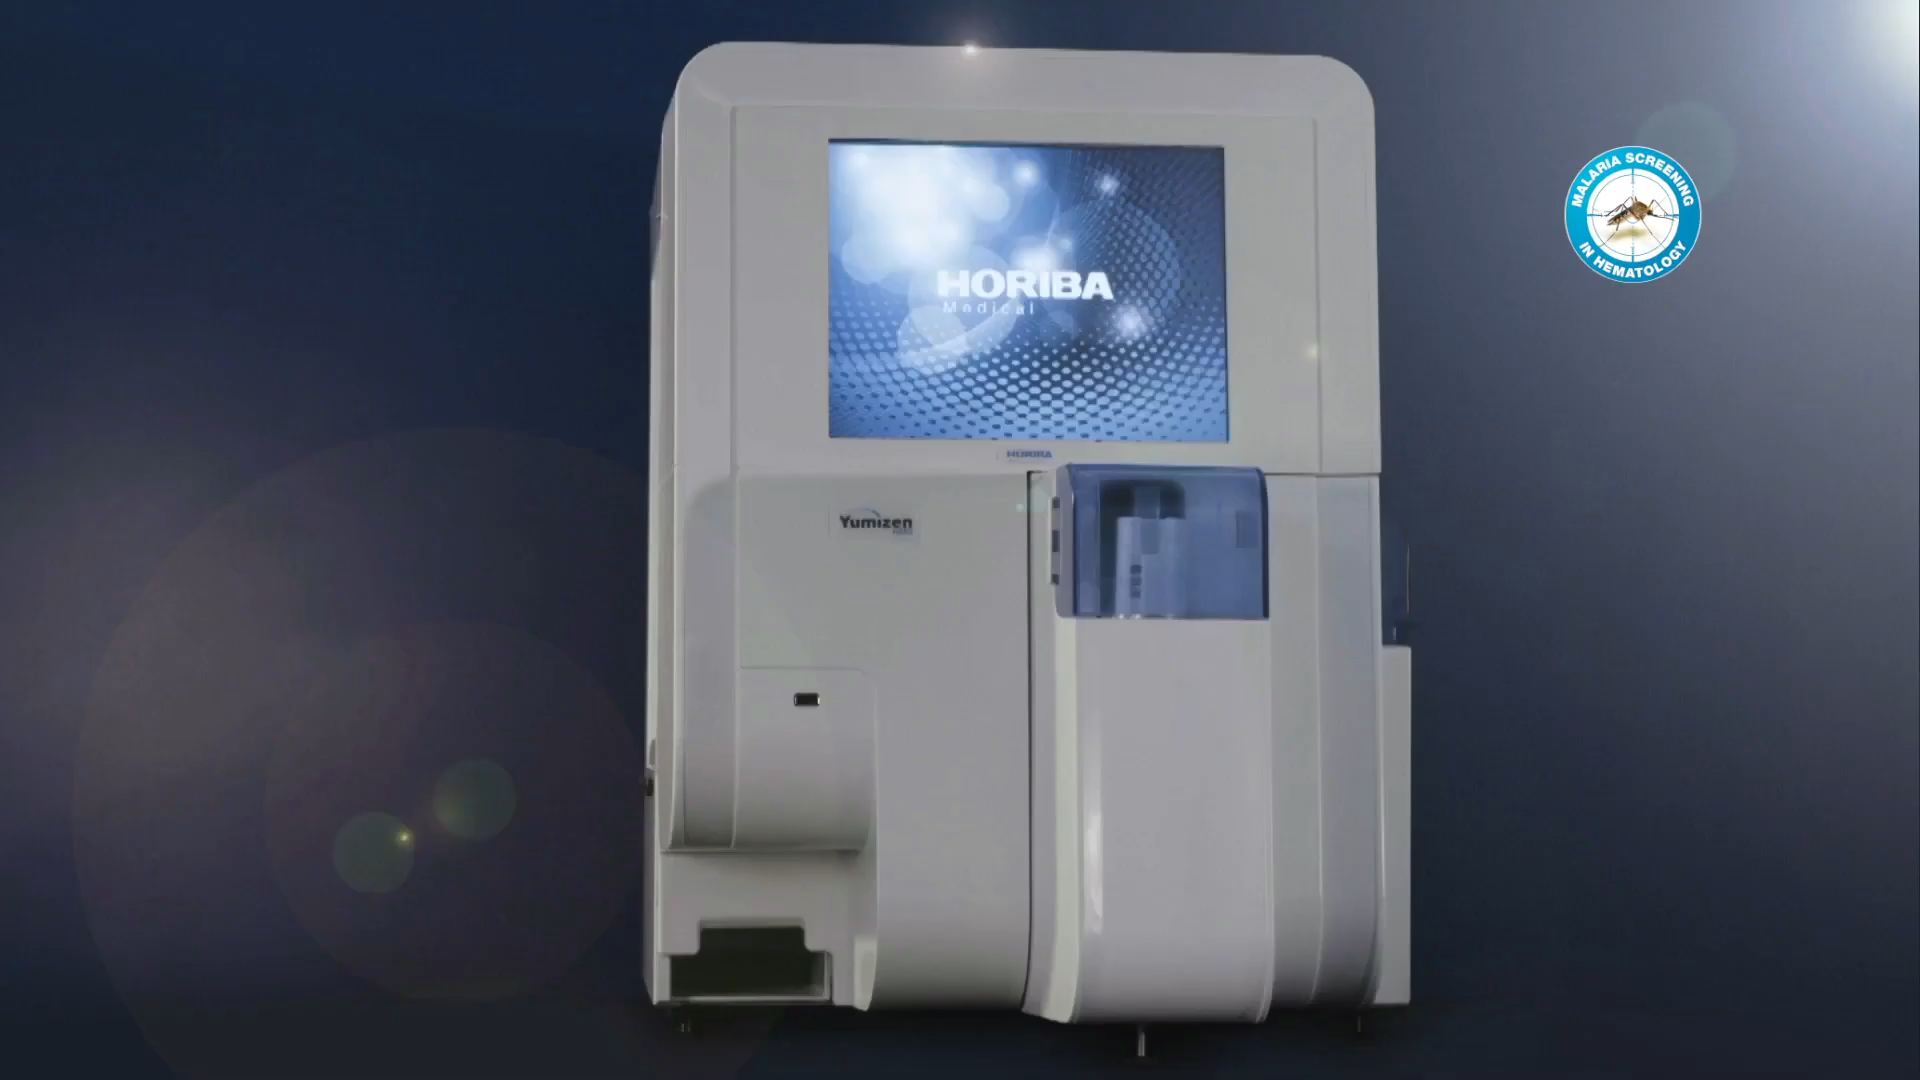 HORIBA
Medical
HORIBA
Yumizen
MALARIA SCREENING
IN HEMATOLOGY